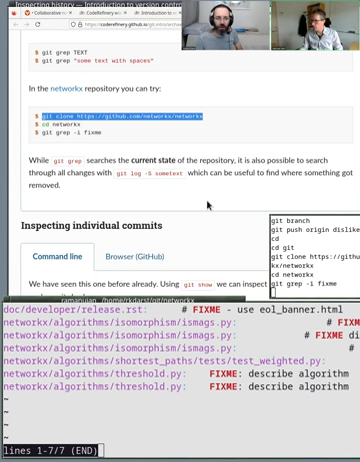 Inspecting history — Introduction to version contro
Collaborative
CodeRefinery
Introduction to
https://coderefinery.github.io/git-intro/archae
$ git grep TEXT
$ git grep "some text with spaces"
In the networkx repository you can try:
$ git clone https://github.com/networkx/networkx
$ cd networkx
$ git grep -i fixme
While git grep searches the current state of the repository, it is also possible to search
through all changes with git log -S sometext which can be useful to find where something got
removed.
Inspecting individual commits
Command line
Browser (GitHub)
We have seen this one before already. Using git show we can inspect
git branch
git push origin dislike
cd
cd git
git clone https://githu
kx/networkx
cd networkx
git grep -i fixme
ramanujan /home/rkdarst/git/networkx
doc/developer/release.rst: # FIXME - use eol_banner.html
networkx/algorithms/isomorphism/ismags.py: # FIXM
networkx/algorithms/isomorphism/ismags.py: # FIXME di
networkx/algorithms/isomorphism/ismags.py: #
networkx/algorithms/shortest_paths/tests/test_weighted.py:
networkx/algorithms/threshold.py: FIXME: describe algorithm
networkx/algorithms/threshold.py: FIXME: describe algorithm
~
~
~
~
lines 1-7/7 (END)